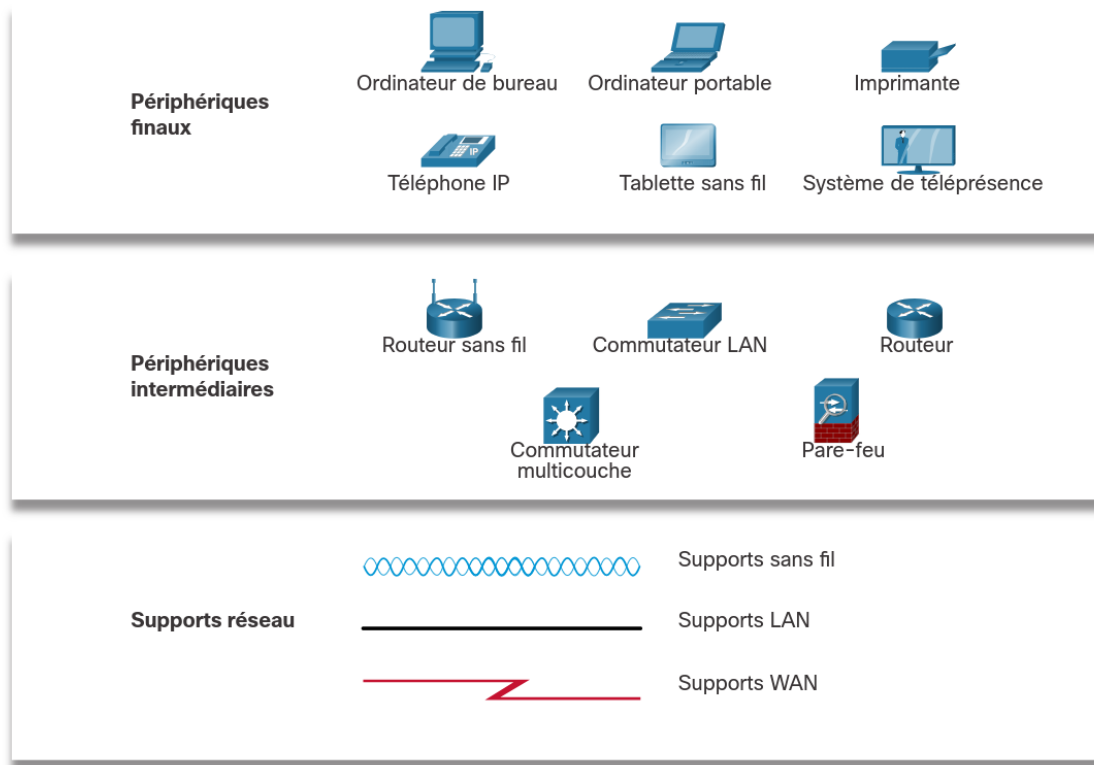 Ordinateur de bureau
Ordinateur portable
Imprimante
Périphériques
finaux
IP
Téléphone IP
Tablette sans fil
Système de téléprésence
Routeur sans fil
Commutateur LAN
Routeur
Périphériques
intermédiaires
Commutateur
multicouche
Pare-feu
Supports sans fil
Supports réseau
Supports LAN
Supports WAN